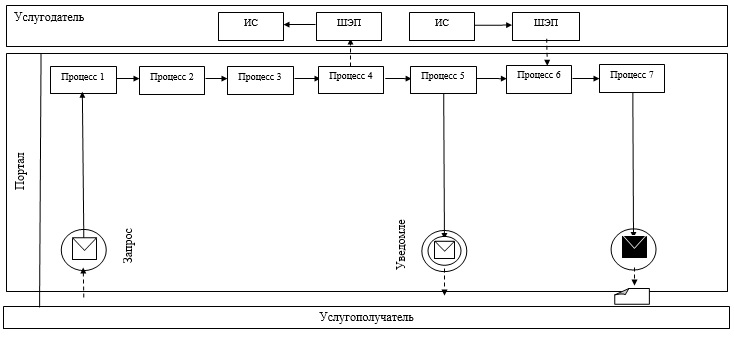 Услугодатель
ИС
ШЭП
ИС
ШЭП
Процесс 1
Процесс 2
Процесс 3
Процесс 4
Процесс 5
Процесс 6
Процесс 7
Портал
Запрос
Уведомле
Услугополучатель